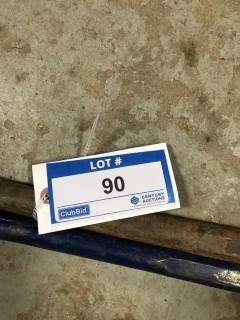 LOT #
90
ClubBid
CENTURY
AUCTIONS